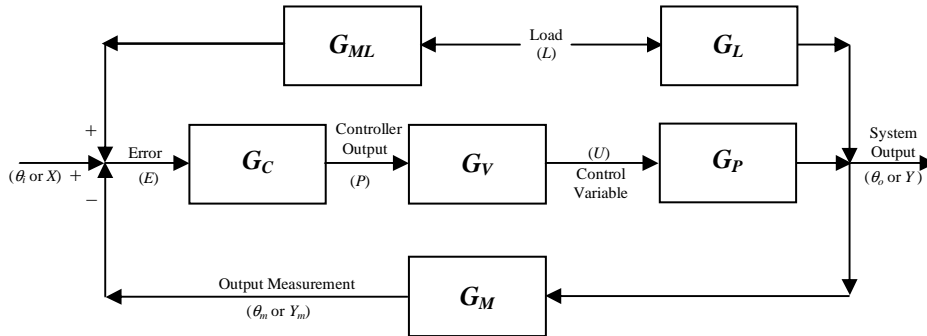 G_ML
Load
(L)
G_L
+
Error
(E)
G_C
Controller
Output
(P)
G_V
(U)
Control
Variable
G_P
System
Output
(θ_o or Y)
(θ_i or X) +
−
Output Measurement
(θ_m or Y_m)
G_M